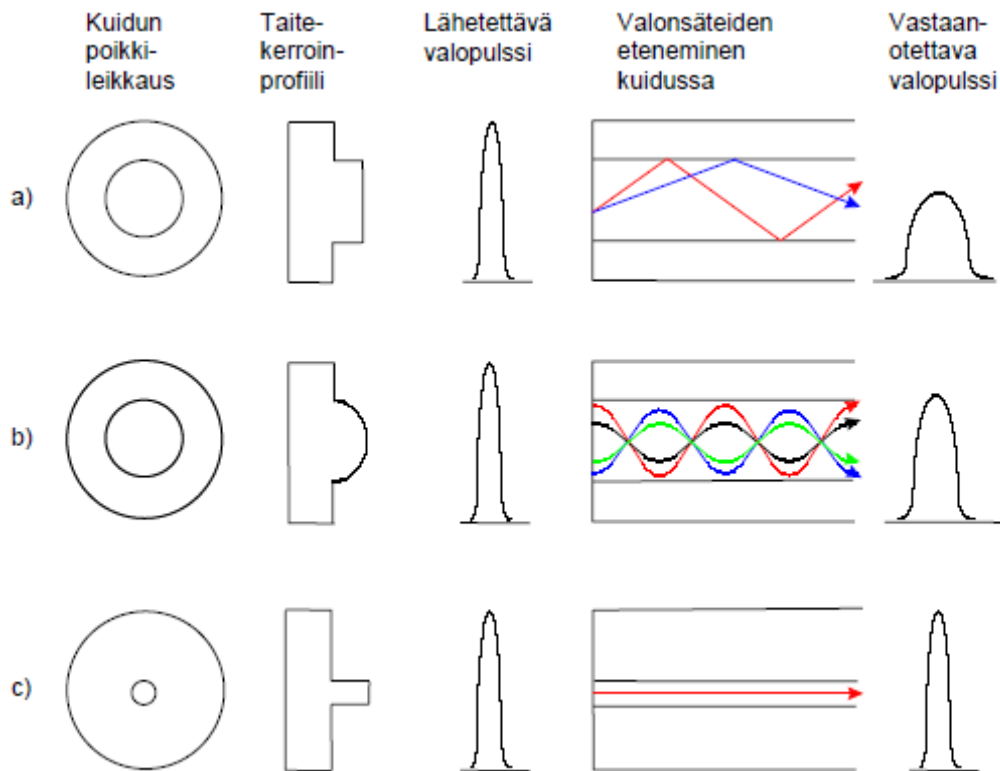 Kuidun
poikki-
leikkaus
Taite-
kerroin-
profiili
Lähetettävä
valopulssi
Valonsäteiden
eteneminen
kuidussa
Vastaan-
otettava
valopulssi
a)
b)
c)